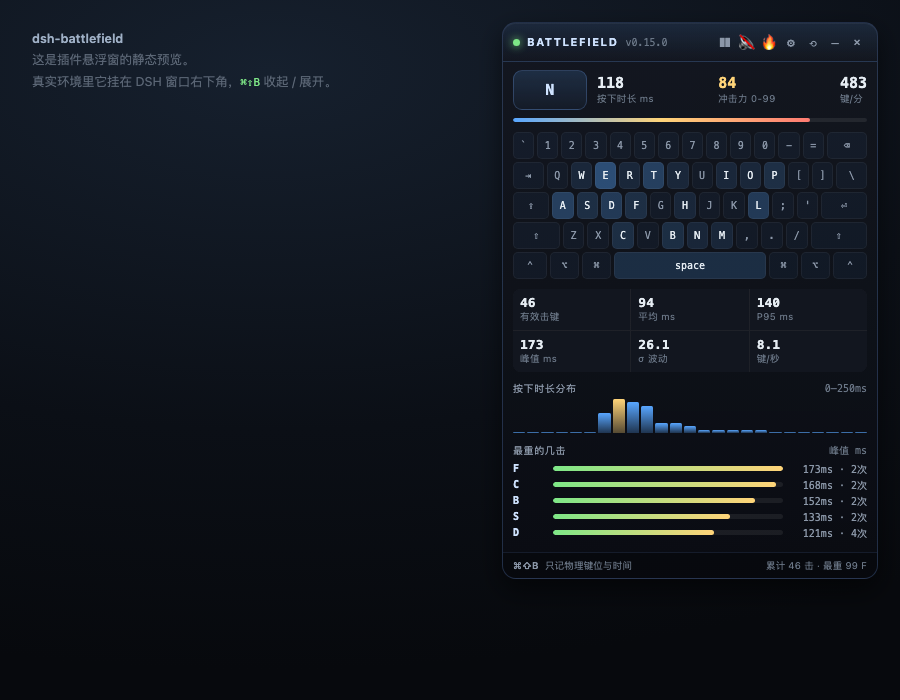 dsh-battlefield
这是插件悬浮窗的静态预览。
真实环境里它挂在 DSH 窗口右下角，⌘⇧B 收起 / 展开。
BATTLEFIELD v0.15.0
N
118
按下时长 ms
84
冲击力 0-99
483
键/分
` 1 2 3 4 5 6 7 8 9 0 − = ⌫
⇥ Q W E R T Y U I O P [ ] \
⇪ A S D F G H J K L ; ' ⏎
⇧ Z X C V B N M , . / ⇧
⌃ ⌥ ⌘ space ⌘ ⌥ ⌃
46
有效击键
94
平均 ms
140
P95 ms
173
峰值 ms
26.1
σ 波动
8.1
键/秒
按下时长分布 0—250ms
最重的几击 峰值 ms
F 173ms · 2次
C 168ms · 2次
B 152ms · 2次
S 133ms · 2次
D 121ms · 4次
⌘⇧B 只记物理键位与时间 累计 46 击 · 最重 99 F